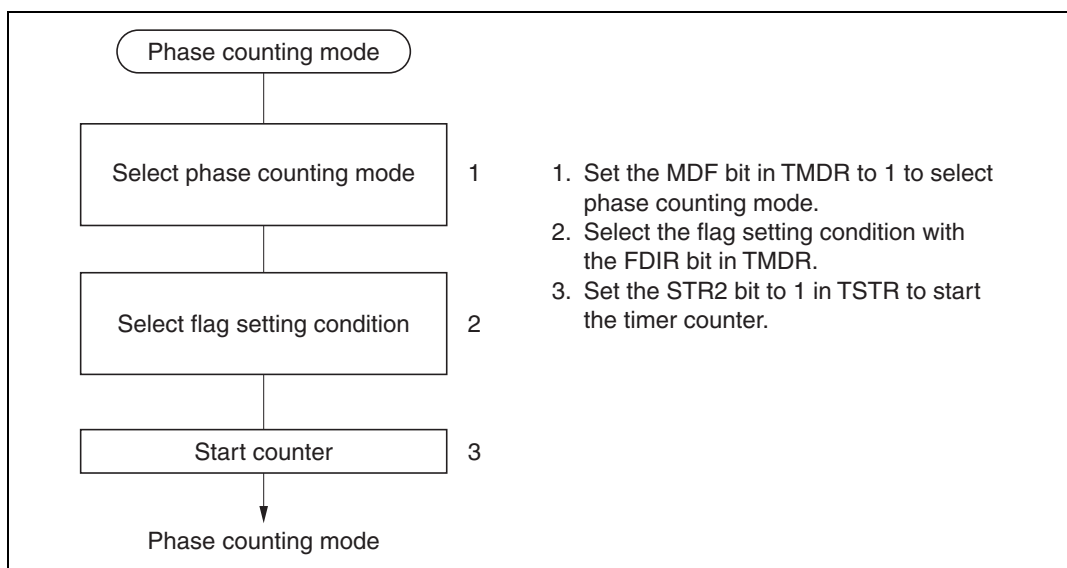 Phase counting mode
Select phase counting mode
1
Select flag setting condition
2
Start counter
3
Phase counting mode
1. Set the MDF bit in TMDR to 1 to select
phase counting mode.
2. Select the flag setting condition with
the FDIR bit in TMDR.
3. Set the STR2 bit to 1 in TSTR to start
the timer counter.